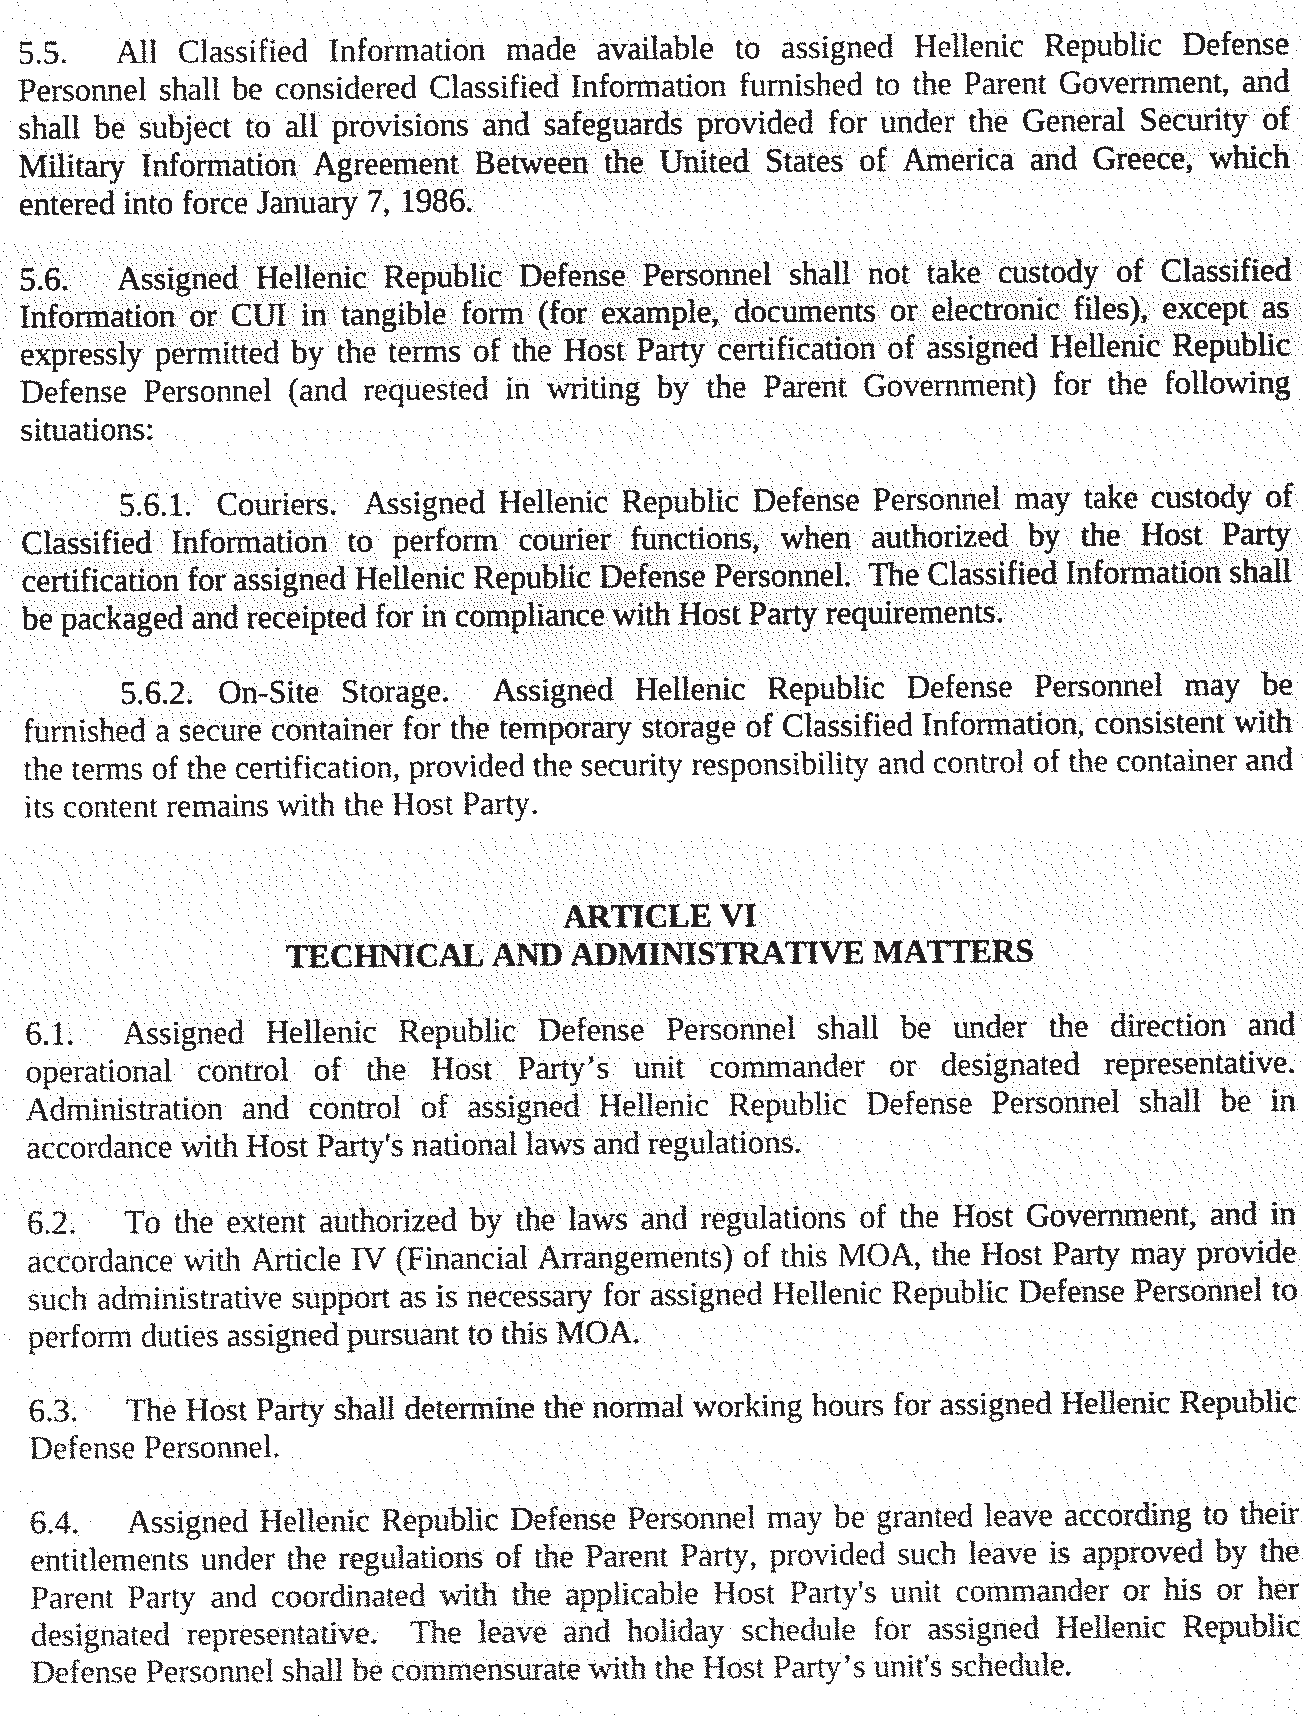 5.5. All Classified Information made available to assigned Hellenic Republic Defense
Personnel shall be considered Classified Information furnished to the Parent Government, and
shall be subject to all provisions and safeguards provided for under the General Security of
Military Information Agreement Between the United States of America and Greece, which
entered into force January 7, 1986.
5.6. Assigned Hellenic Republic Defense Personnel shall not take custody of Classified
Information or CUI in tangible form (for example, documents or electronic files), except as
expressly permitted by the terms of the Host Party certification of assigned Hellenic Republic
Defense Personnel (and requested in writing by the Parent Government) for the following
situations:
5.6.1. Couriers. Assigned Hellenic Republic Defense Personnel may take custody of
Classified Information to perform courier functions, when authorized by the Host Party
certification for assigned Hellenic Republic Defense Personnel. The Classified Information shall
be packaged and receipted for in compliance with Host Party requirements.
5.6.2. On-Site Storage. Assigned Hellenic Republic Defense Personnel may be
furnished a secure container for the temporary storage of Classified Information, consistent with
the terms of the certification, provided the security responsibility and control of the container and
its content remains with the Host Party.
ARTICLE VI
TECHNICAL AND ADMINISTRATIVE MATTERS
6.1. Assigned Hellenic Republic Defense Personnel shall be under the direction and
operational control of the Host Party's unit commander or designated representative.
Administration and control of assigned Hellenic Republic Defense Personnel shall be in
accordance with Host Party's national laws and regulations.
6.2. To the extent authorized by the laws and regulations of the Host Government, and in
accordance with Article IV (Financial Arrangements) of this MOA, the Host Party may provide
such administrative support as is necessary for assigned Hellenic Republic Defense Personnel to
perform duties assigned pursuant to this MOA.
6.3. The Host Party shall determine the normal working hours for assigned Hellenic Republic
Defense Personnel.
6.4. Assigned Hellenic Republic Defense Personnel may be granted leave according to their
entitlements under the regulations of the Parent Party, provided such leave is approved by the
Parent Party and coordinated with the applicable Host Party's unit commander or his or her
designated representative. The leave and holiday schedule for assigned Hellenic Republic
Defense Personnel shall be commensurate with the Host Party's unit's schedule.